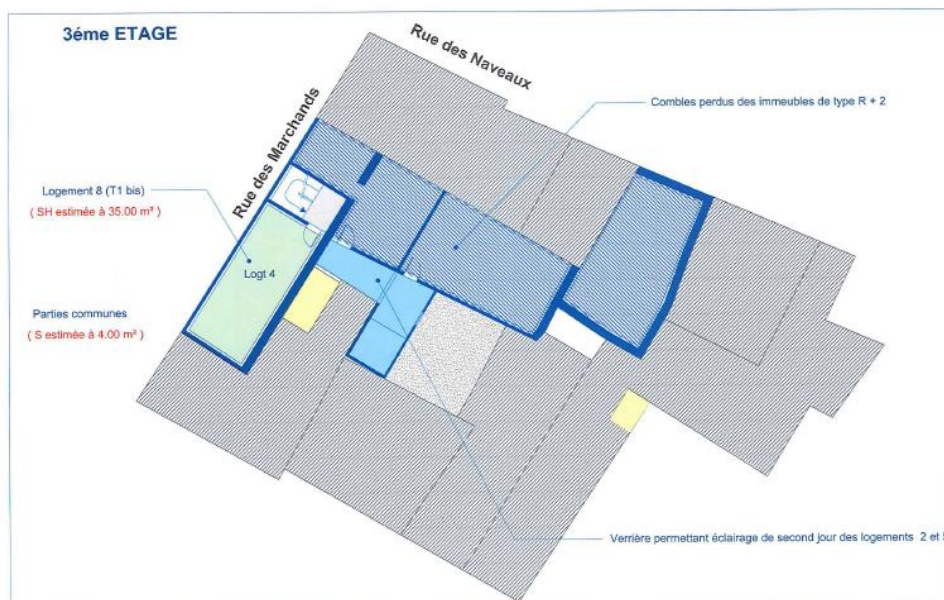 3éme ETAGE
Rue des Naveaux
Rue des Marchands
Combles perdus des immeubles de type R + 2
Logement 8 (T1 bis)
( SH estimée à 35.00 m² )
Logt 4
Parties communes
( S estimée à 4.00 m² )
Verrière permettant éclairage de second jour des logements 2 et 5